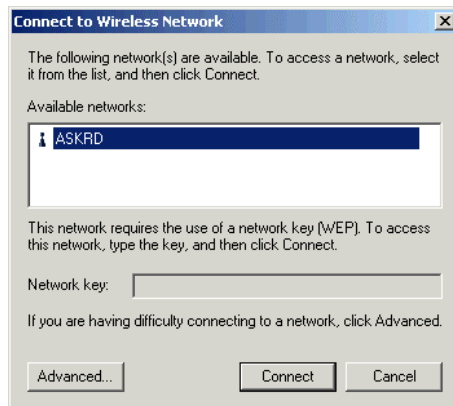 Connect to Wireless Network
The following network(s) are available. To access a network, select
it from the list, and then click Connect.
Available networks:
ASKRD
This network requires the use of a network key (WEP). To access
this network, type the key, and then click Connect.
Network key:
If you are having difficulty connecting to a network, click Advanced.
Advanced... Connect Cancel